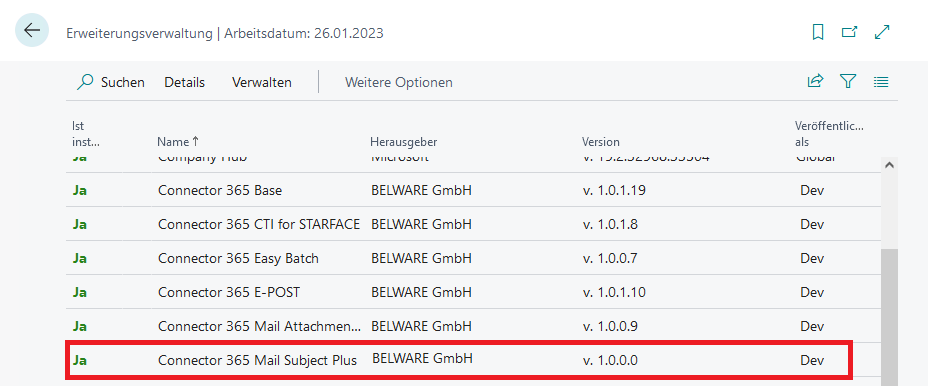 Erweiterungsverwaltung | Arbeitsdatum: 26.01.2023
Suchen Details Verwalten Weitere Optionen
Ist inst... Name ↑ Herausgeber Version Veröffentlic... als
Ja Company Hub Microsoft Global
Ja Connector 365 Base BELWARE GmbH v. 1.0.1.19 Dev
Ja Connector 365 CTI for STARFACE BELWARE GmbH v. 1.0.1.8 Dev
Ja Connector 365 Easy Batch BELWARE GmbH v. 1.0.0.7 Dev
Ja Connector 365 E-POST BELWARE GmbH v. 1.0.1.10 Dev
Ja Connector 365 Mail Attachmen... BELWARE GmbH v. 1.0.0.9 Dev
Ja Connector 365 Mail Subject Plus BELWARE GmbH v. 1.0.0.0 Dev